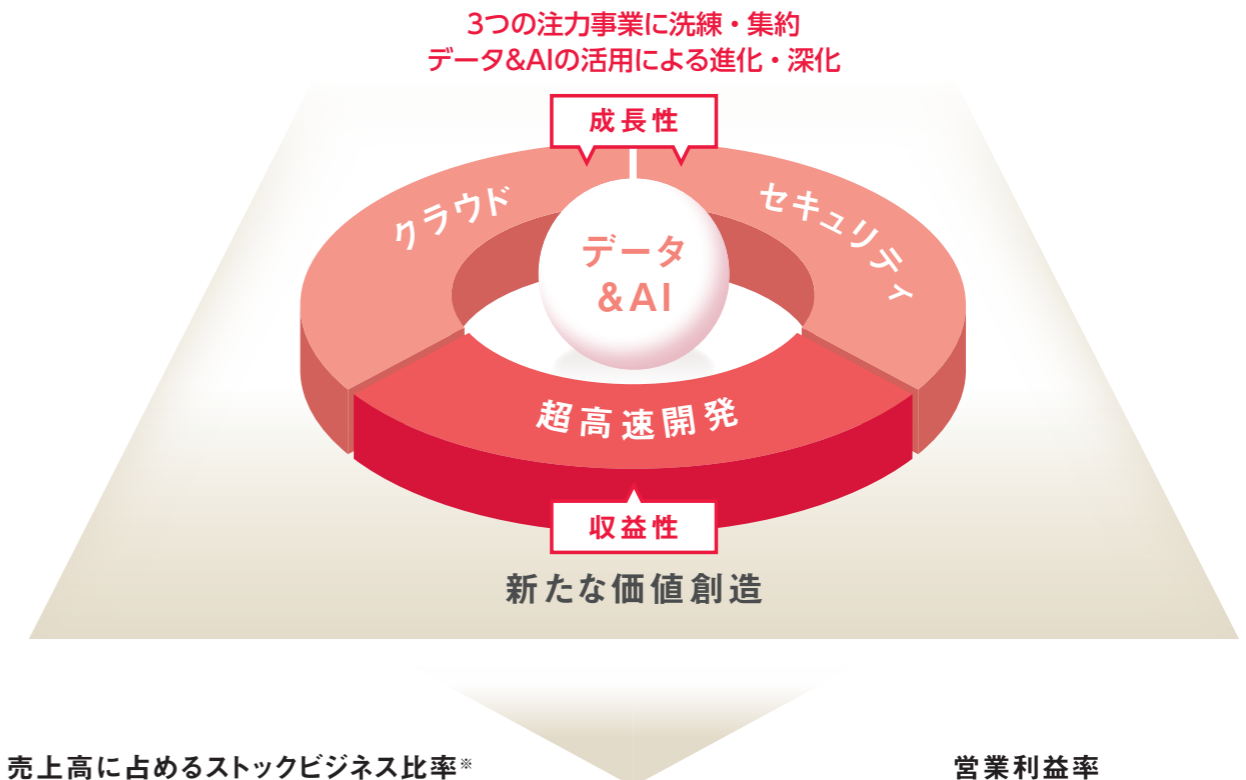 3つの注力事業に洗練・集約
データ&AIの活用による進化・深化
成長性
クラウド
セキュリティ
データ
&AI
超高速開発
収益性
新たな価値創造
売上高に占めるストックビジネス比率※
営業利益率